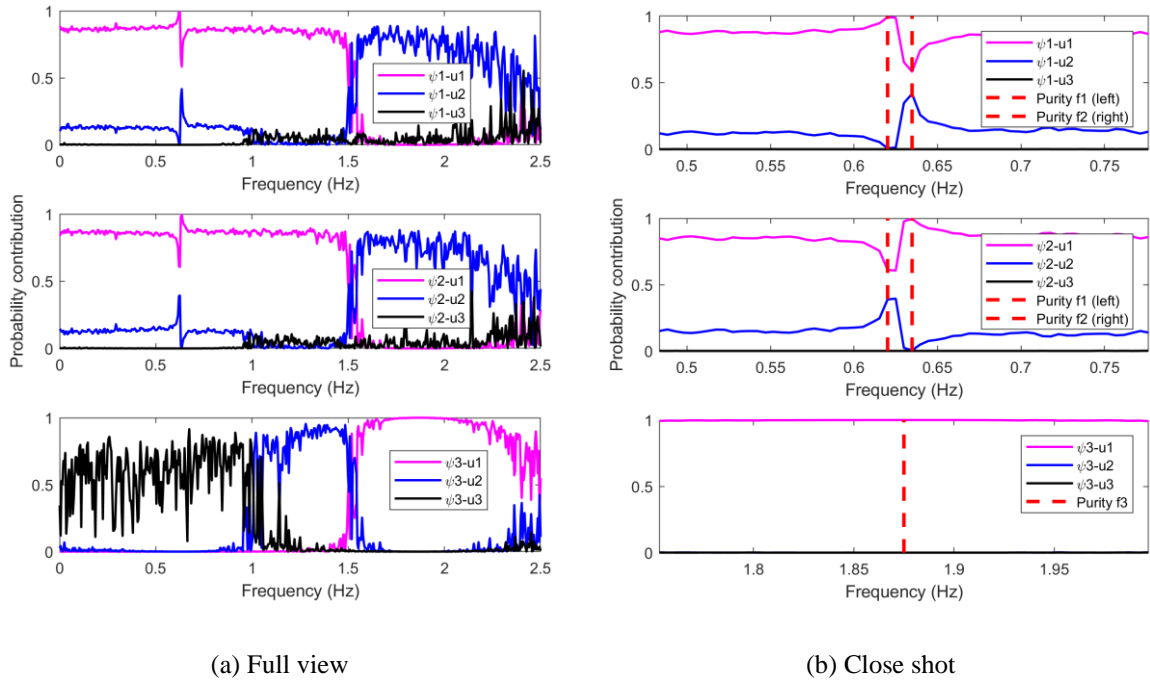 1
0.5
0
0 0.5 1 1.5 2 2.5
Frequency (Hz)
ψ1-u1
ψ1-u2
ψ1-u3
1
0.5
0
0 0.5 1 1.5 2 2.5
Frequency (Hz)
ψ2-u1
ψ2-u2
ψ2-u3
Probability contribution
1
0.5
0
0 0.5 1 1.5 2 2.5
Frequency (Hz)
ψ3-u1
ψ3-u2
ψ3-u3
(a) Full view
1
0.5
0
0.5 0.55 0.6 0.65 0.7 0.75
Frequency (Hz)
ψ1-u1
ψ1-u2
ψ1-u3
Purity f1 (left)
Purity f2 (right)
1
0.5
0
0.5 0.55 0.6 0.65 0.7 0.75
Frequency (Hz)
ψ2-u1
ψ2-u2
ψ2-u3
Purity f1 (left)
Purity f2 (right)
Probability contribution
1
0.5
0
1.8 1.85 1.9 1.95
Frequency (Hz)
ψ3-u1
ψ3-u2
ψ3-u3
Purity f3
(b) Close shot